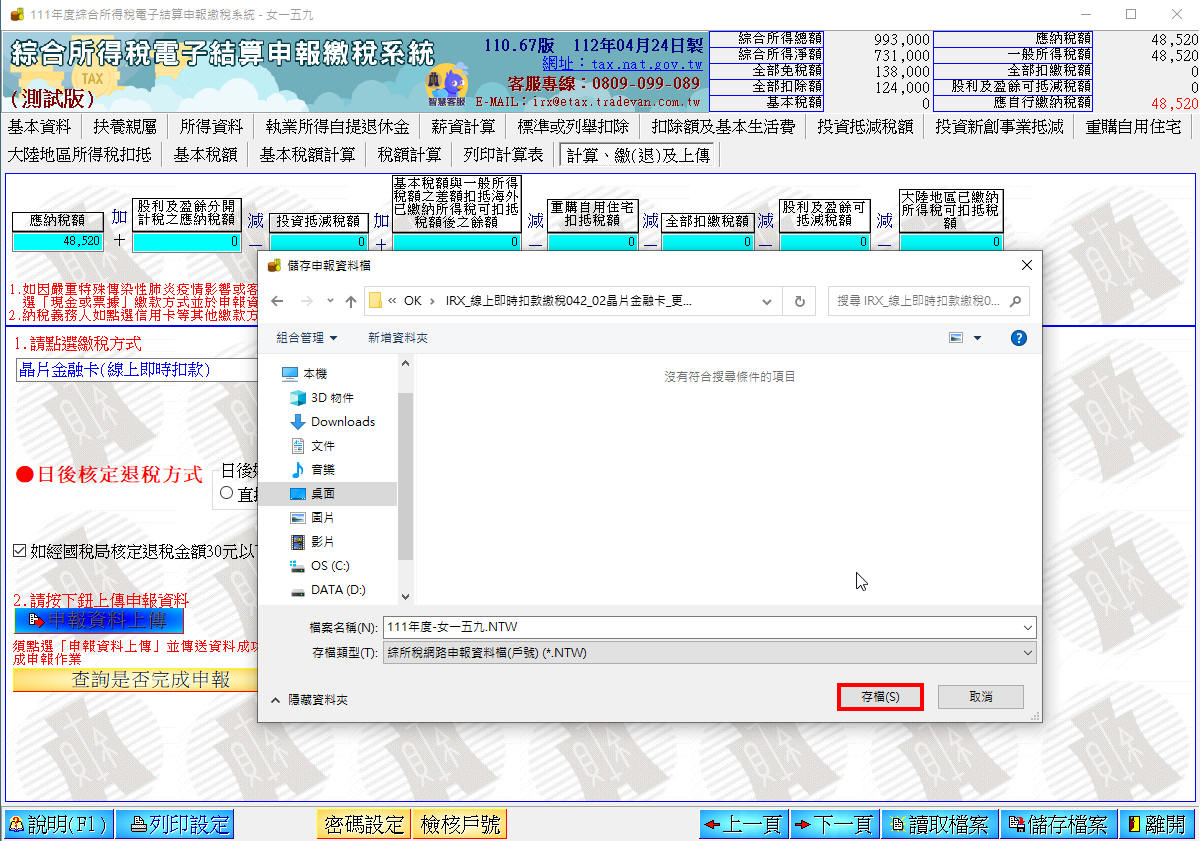 111年度綜合所得稅電子結算申報繳稅系統 - 女一五九
綜合所得稅電子結算申報繳稅系統
TAX
(測試版)
110.67版 112年04月24日製
網址：tax.nat.gov.tw
客服專線：0809-099-089
E-MAIL：irx@etax.tradevan.com.tw
智慧客服
綜合所得總額 993,000 應納稅額 48,520
綜合所得淨額 731,000 一般所得稅額 48,520
全部免稅額 138,000 全部扣繳稅額 0
全部扣除額 124,000 股利及盈餘可抵減稅額 0
基本稅額 0 應自行繳納稅額 48,520
基本資料 扶養親屬 所得資料 執業所得自提退休金 薪資計算 標準或列舉扣除 扣除額及基本生活費 投資抵減稅額 投資新創事業抵減 重購自用住宅
大陸地區所得稅扣抵 基本稅額 基本稅額計算 稅額計算 列印計算表 計算、繳(退)及上傳
應納稅額
48,520
加
＋
股利及盈餘分開
計稅之應納稅額
0
減
－
投資抵減稅額
0
加
＋
基本稅額與一般所得
稅額之差額扣抵海外
已繳納所得稅可扣抵
稅額後之餘額
0
減
－
重購自用住宅
扣抵稅額
0
減
－
全部扣繳稅額
0
減
－
股利及盈餘可
抵減稅額
0
減
－
大陸地區已繳納
所得稅可扣抵稅
額
0
1.如因嚴重特殊傳染性肺炎疫情影響或客
選「現金或票據」繳款方式並於申報資
2.納稅義務人如點選信用卡等其他繳款方
1.請點選繳稅方式
晶片金融卡(線上即時扣款)
●日後核定退稅方式
日後如
直接
如經國稅局核定退稅金額30元以下
2.請按下鈕上傳申報資料
申報資料上傳
須點選「申報資料上傳」並傳送資料成功
成申報作業
查詢是否完成申報
儲存申報資料檔
« OK › IRX_線上即時扣款繳稅042_02晶片金融卡_更...
搜尋 IRX_線上即時扣款繳稅0...
組合管理 新增資料夾
?
本機
3D 物件
Downloads
文件
音樂
桌面
圖片
影片
OS (C:)
DATA (D:)
沒有符合搜尋條件的項目
檔案名稱(N): 111年度-女一五九.NTW
存檔類型(T): 綜所稅網路申報資料檔(戶號) (*.NTW)
隱藏資料夾
存檔(S)
取消
說明(F1) 列印設定 密碼設定 檢核戶號 上一頁 下一頁 讀取檔案 儲存檔案 離開